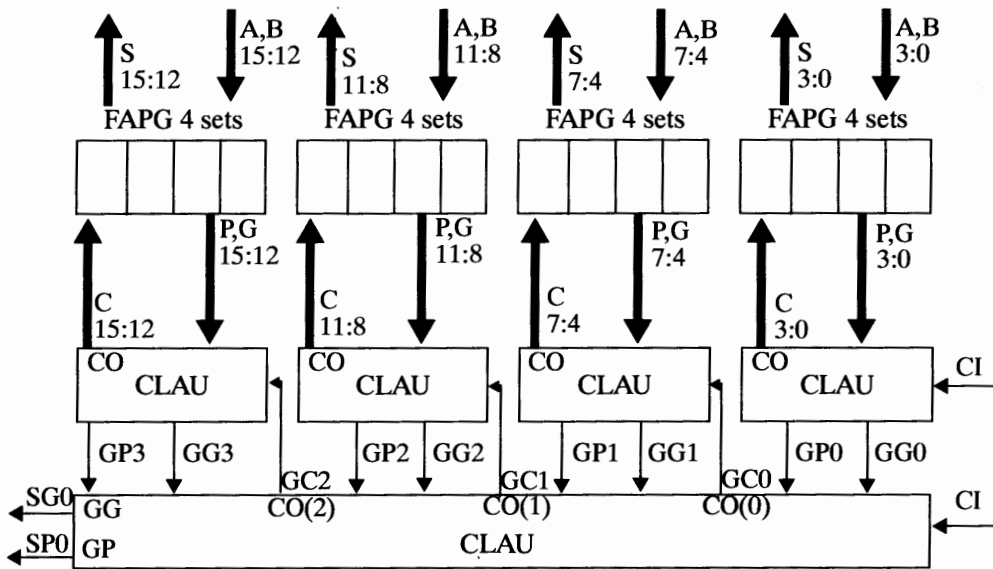 S
15:12
A,B
15:12
S
11:8
A,B
11:8
S
7:4
A,B
7:4
S
3:0
A,B
3:0
FAPG 4 sets
FAPG 4 sets
FAPG 4 sets
FAPG 4 sets
P,G
15:12
P,G
11:8
P,G
7:4
P,G
3:0
C
15:12
C
11:8
C
7:4
C
3:0
CO
CLAU
CO
CLAU
CO
CLAU
CO
CLAU
CI
GP3
GG3
GC2
GP2
GG2
GC1
GP1
GG1
GC0
GP0
GG0
SG0
GG
CO(2)
CO(1)
CO(0)
CI
SP0
GP
CLAU